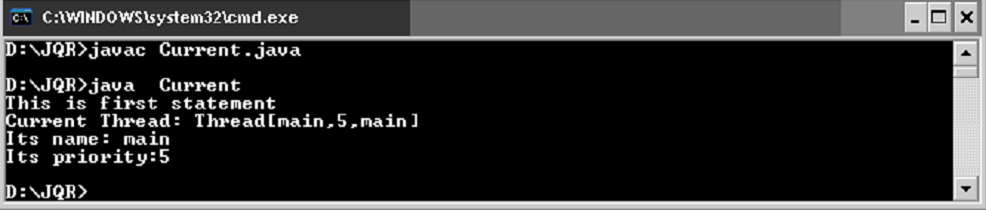 C:\WINDOWS\system32\cmd.exe
D:\JQR>javac Current.java
D:\JQR>java  Current
This is first statement
Current Thread: Thread[main,5,main]
Its name: main
Its priority:5
D:\JQR>